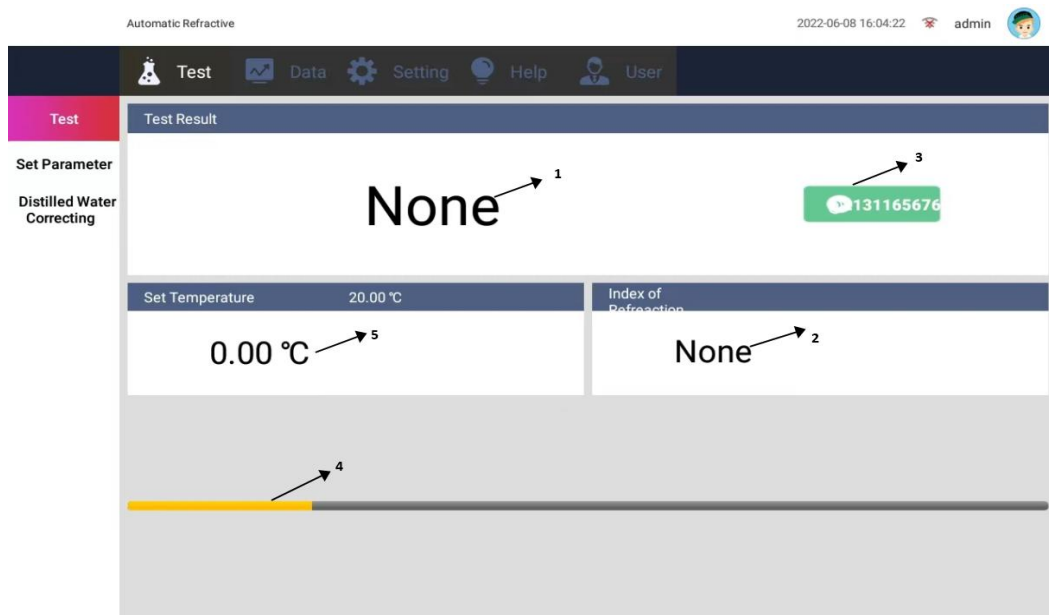 Automatic Refractive
2022-06-08 16:04:22 admin
Test Data Setting Help User
Test
Set Parameter
Distilled Water
Correcting
Test Result
None
1
131165676
3
Set Temperature 20.00 ℃
0.00 ℃
5
Index of
Refreaction
None
2
4